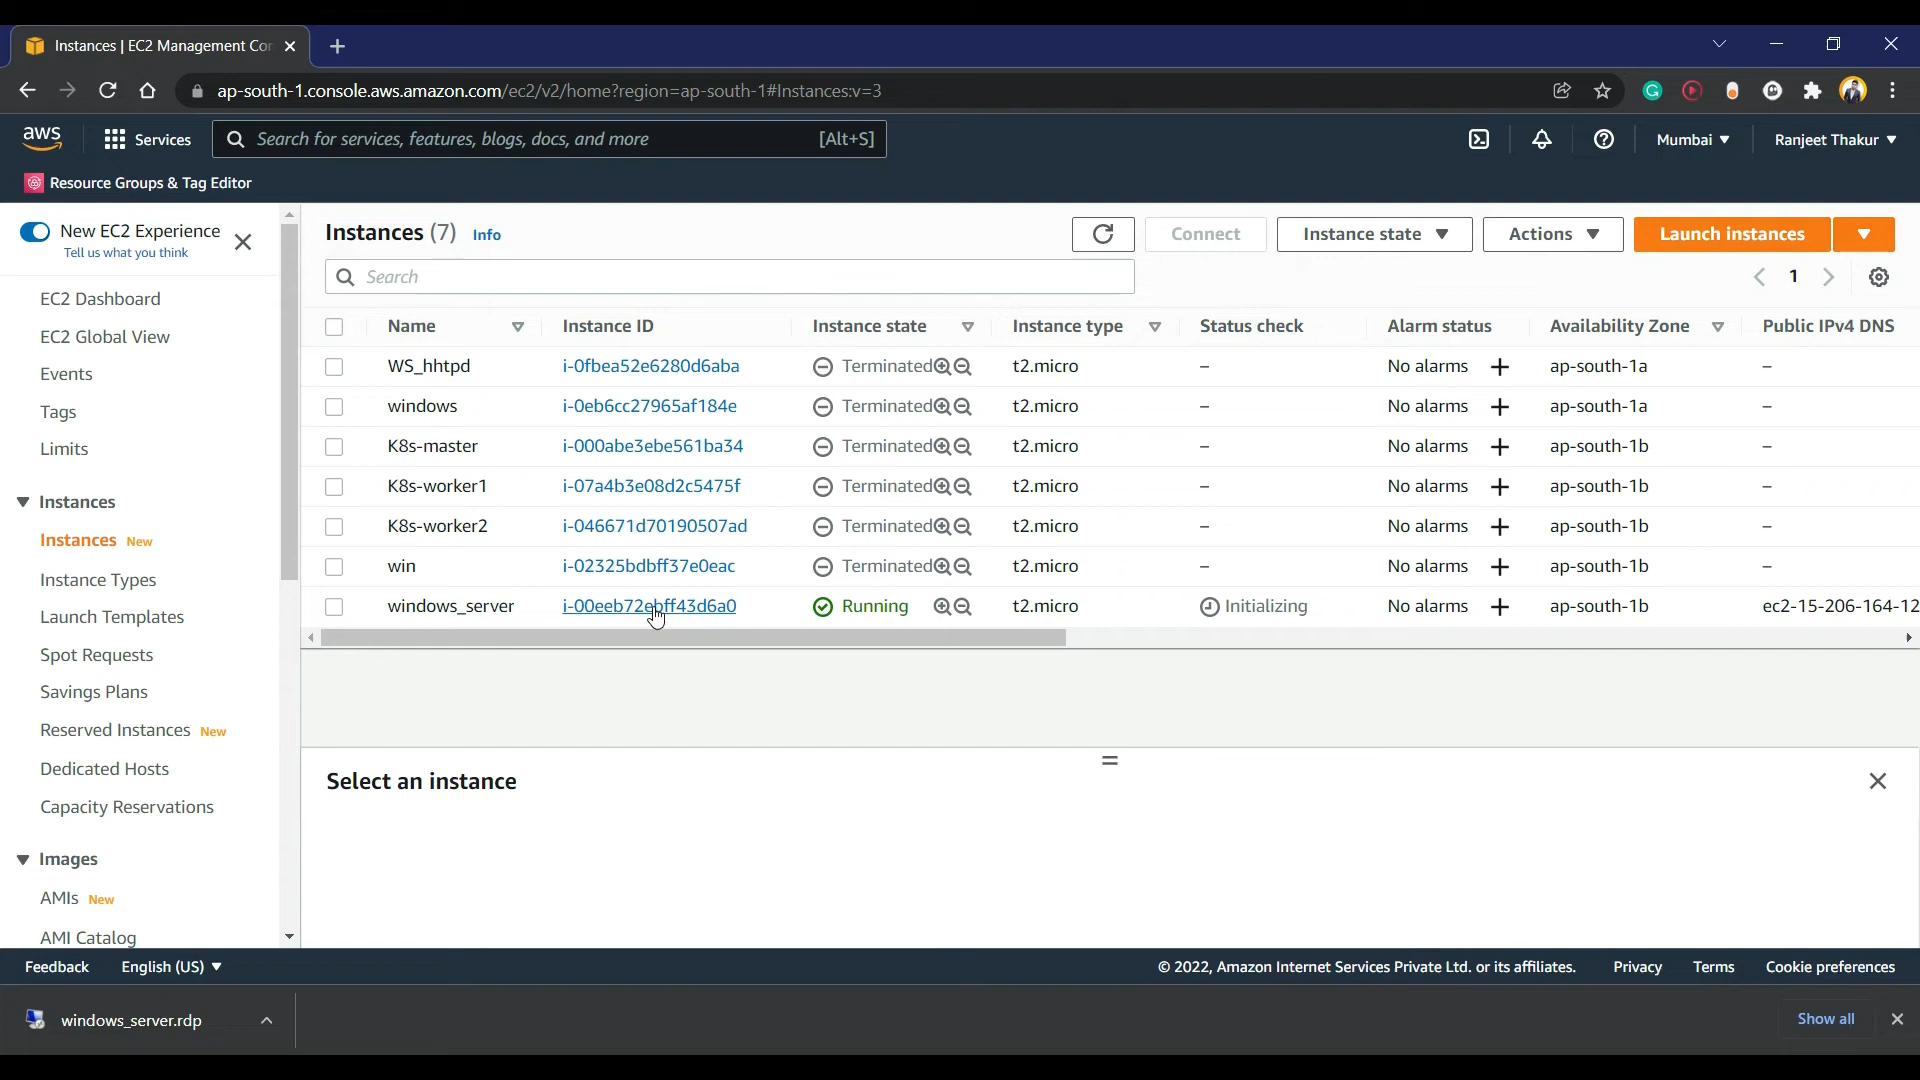 Instances | EC2 Management Con
ap-south-1.console.aws.amazon.com/ec2/v2/home?region=ap-south-1#Instances:v=3
aws
Services
Search for services, features, blogs, docs, and more
[Alt+S]
Mumbai
Ranjeet Thakur
Resource Groups & Tag Editor
New EC2 Experience
Tell us what you think
EC2 Dashboard
EC2 Global View
Events
Tags
Limits
Instances
Instances New
Instance Types
Launch Templates
Spot Requests
Savings Plans
Reserved Instances New
Dedicated Hosts
Capacity Reservations
Images
AMIs New
AMI Catalog
Instances (7) Info
Connect
Instance state
Actions
Launch instances
Search
1
Name Instance ID Instance state Instance type Status check Alarm status Availability Zone Public IPv4 DNS
WS_hhtpd i-0fbea52e6280d6aba Terminated t2.micro – No alarms + ap-south-1a –
windows i-0eb6cc27965af184e Terminated t2.micro – No alarms + ap-south-1a –
K8s-master i-000abe3ebe561ba34 Terminated t2.micro – No alarms + ap-south-1b –
K8s-worker1 i-07a4b3e08d2c5475f Terminated t2.micro – No alarms + ap-south-1b –
K8s-worker2 i-046671d70190507ad Terminated t2.micro – No alarms + ap-south-1b –
win i-02325bdbff37e0eac Terminated t2.micro – No alarms + ap-south-1b –
windows_server i-00eeb72ebff43d6a0 Running t2.micro Initializing No alarms + ap-south-1b ec2-15-206-164-12
Select an instance
Feedback English (US) © 2022, Amazon Internet Services Private Ltd. or its affiliates. Privacy Terms Cookie preferences
windows_server.rdp
Show all